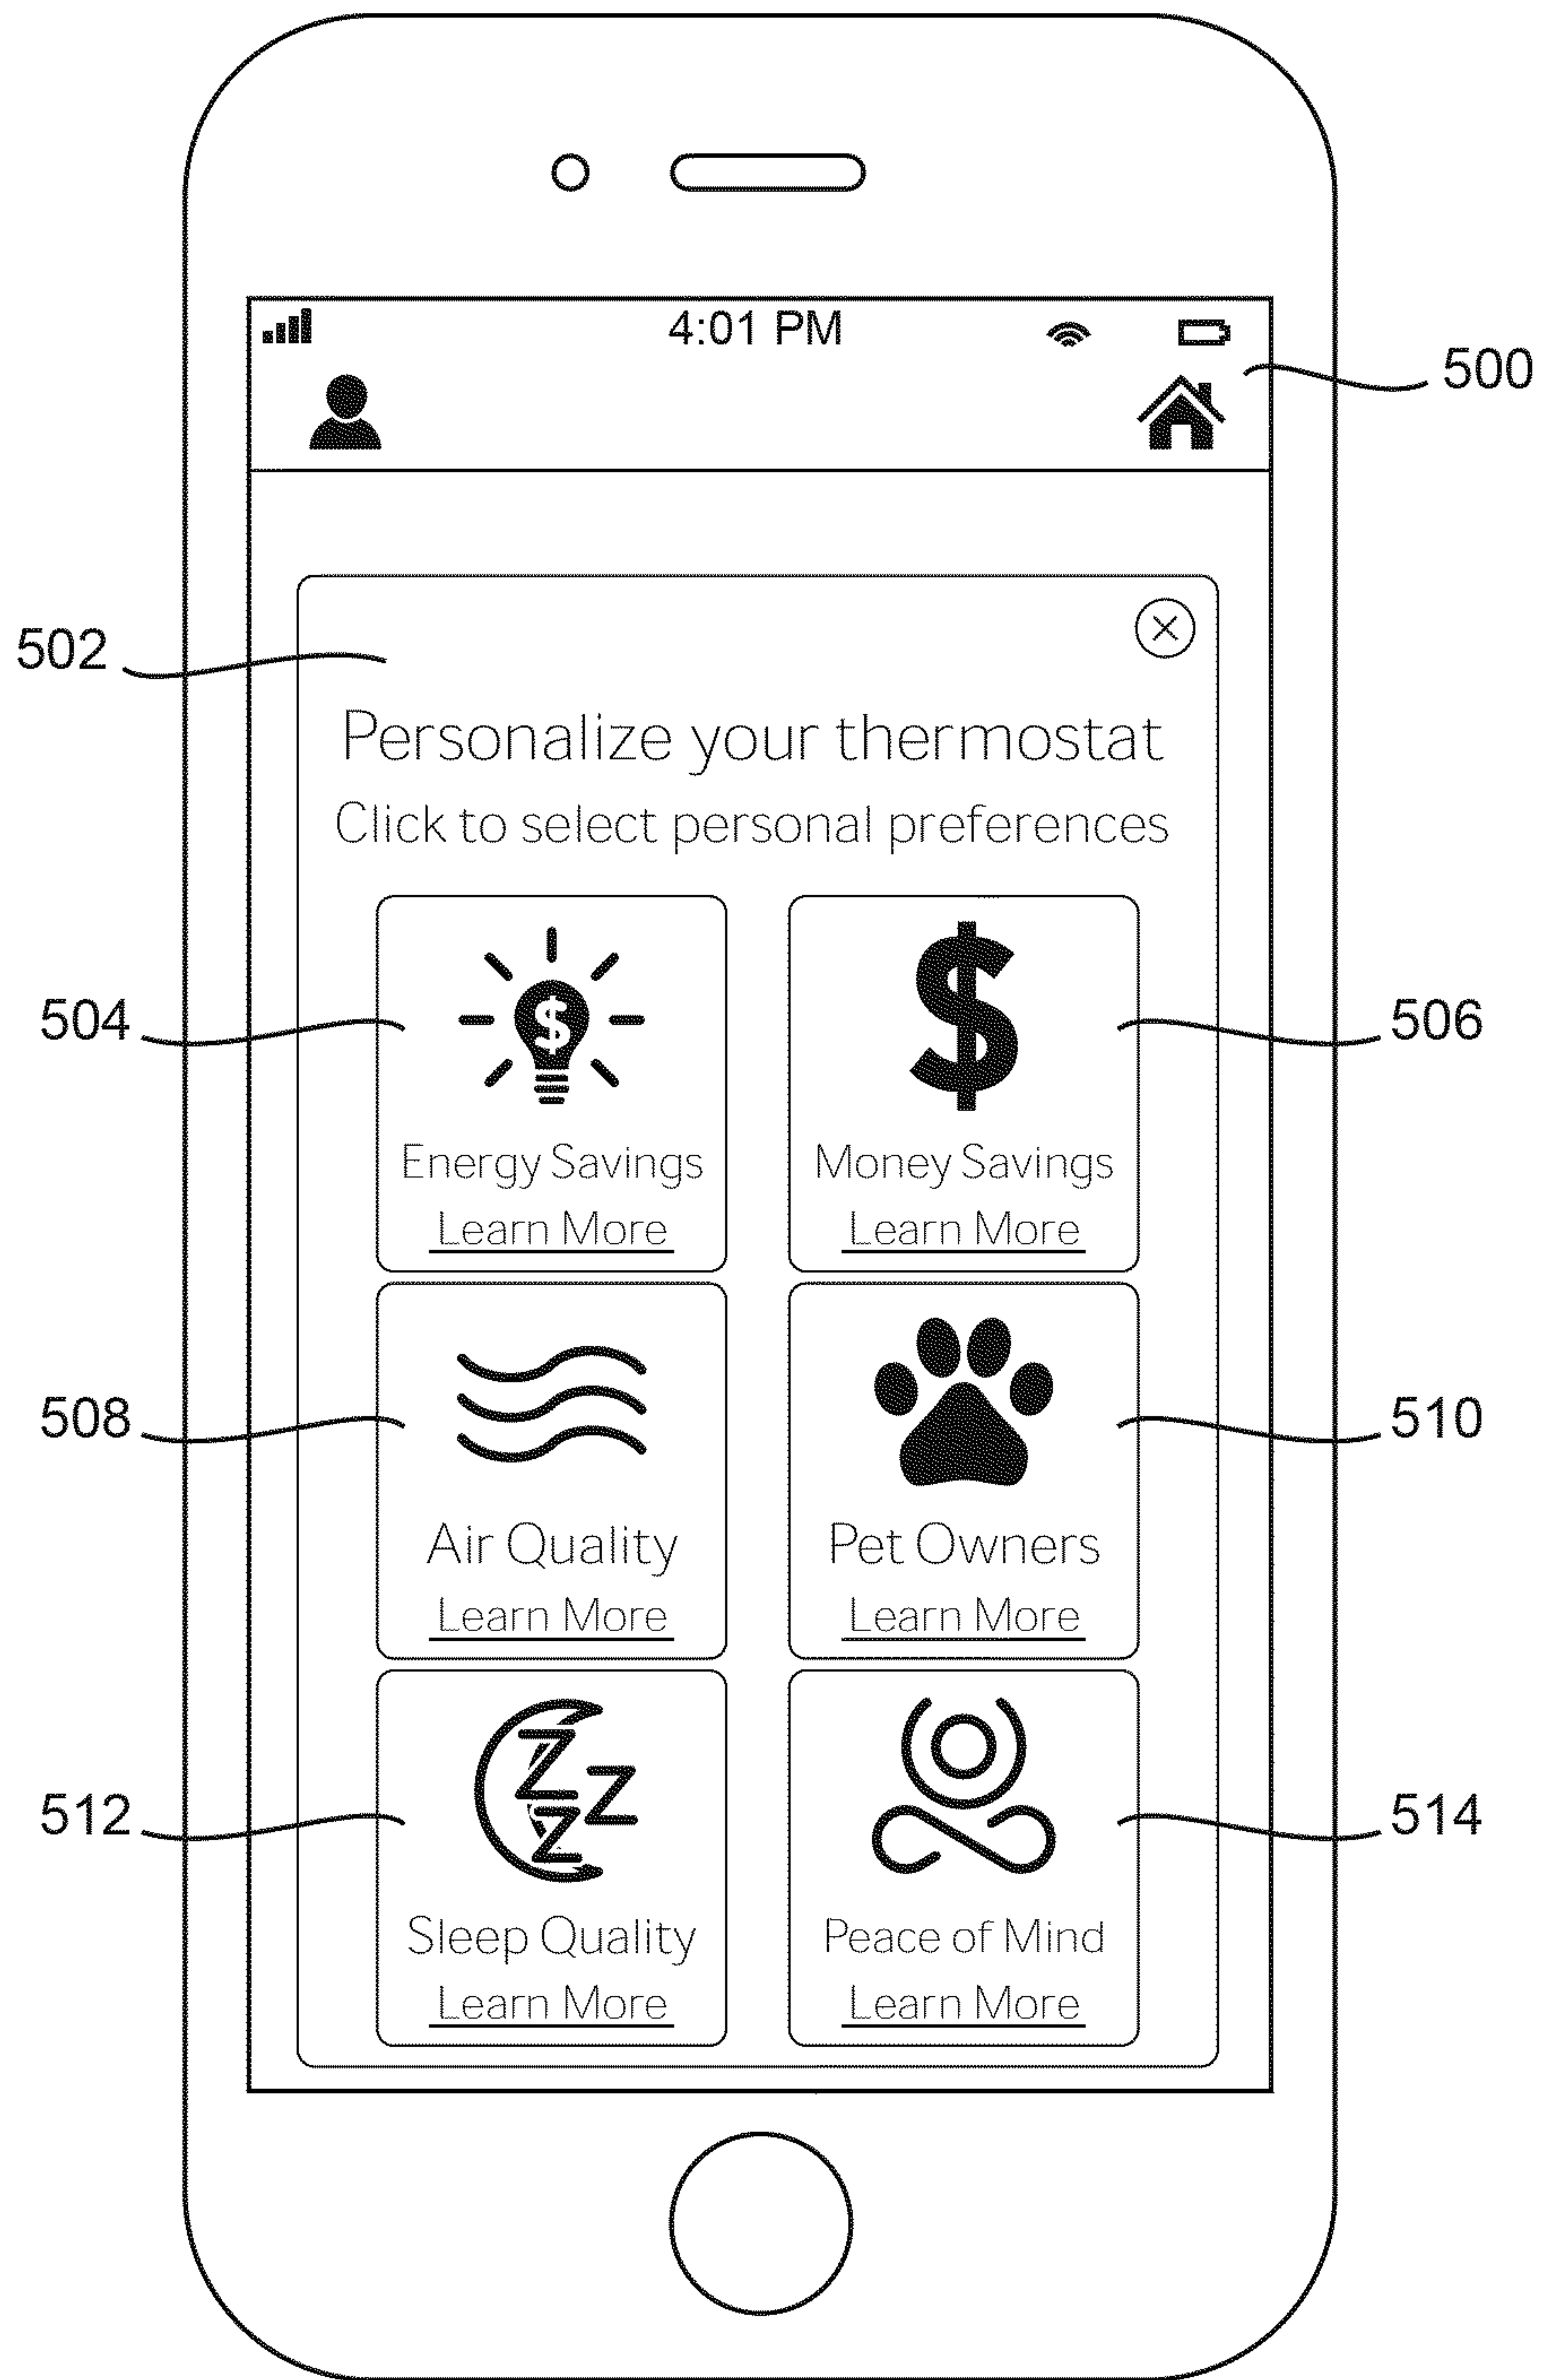 4:01 PM
500
502
Personalize your thermostat
Click to select personal preferences
504
$
$
506
Energy Savings
Money Savings
Learn More
Learn More
508
510
Air Quality
Pet Owners
Learn More
Learn More
512
Z
Z
Z
514
Sleep Quality
Peace of Mind
Learn More
Learn More